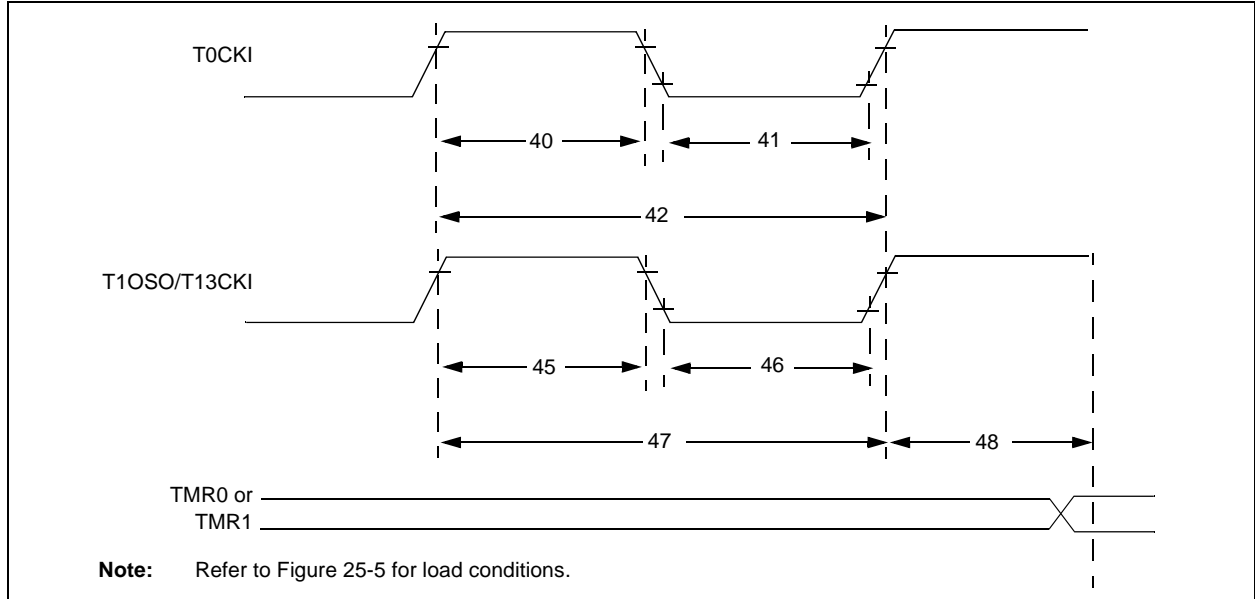 T0CKI
40
41
42
T1OSO/T13CKI
45
46
47
48
TMR0 or
TMR1
Note: Refer to Figure 25-5 for load conditions.